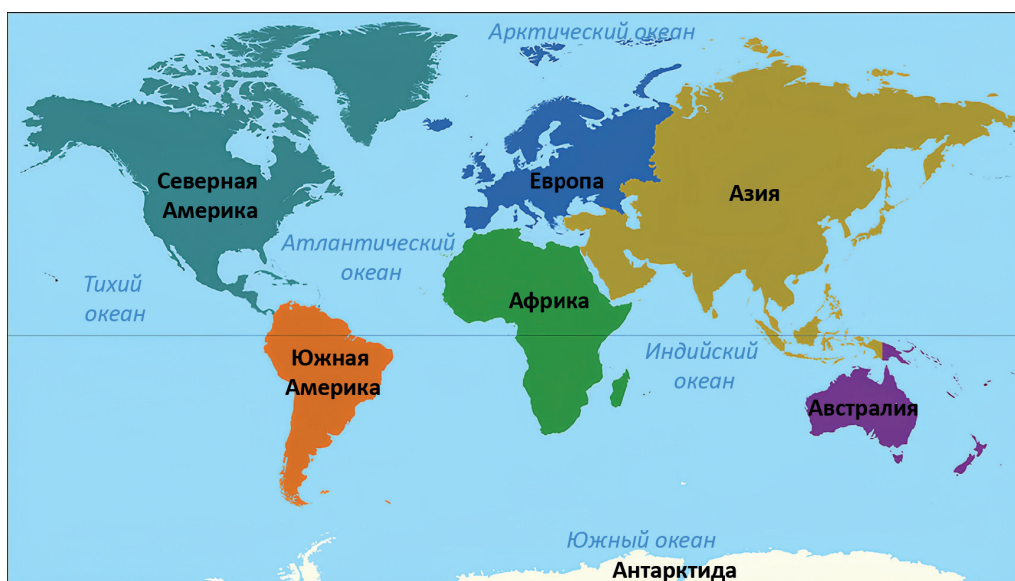 Арктический океан
Северная
Америка
Европа
Азия
Атлантический
океан
Тихий
океан
Африка
Южная
Америка
Индийский
океан
Австралия
Южный океан
Антарктида